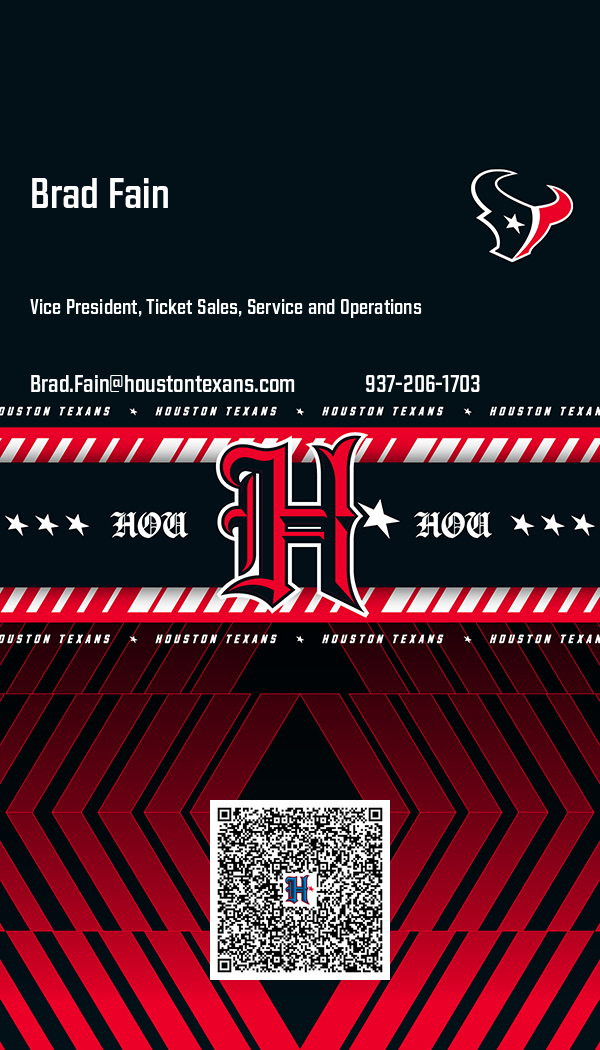 Brad Fain
Vice President, Ticket Sales, Service and Operations
Brad.Fain@houstontexans.com 937-206-1703
HOUSTON TEXANS HOUSTON TEXANS HOUSTON TEXANS HOUSTON TEXANS
HOU H HOU
HOUSTON TEXANS HOUSTON TEXANS HOUSTON TEXANS HOUSTON TEXANS
H